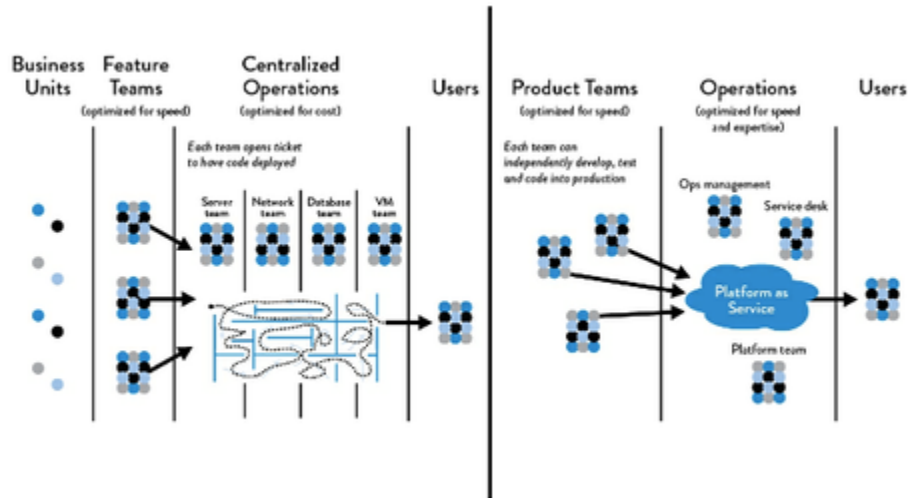 Business
Units
Feature
Teams
(optimized for speed)
Centralized
Operations
(optimized for cost)
Users
Each team opens ticket
to have code deployed
Server
team
Network
team
Database
team
VM
team
Product Teams
(optimized for speed)
Operations
(optimized for speed
and expertise)
Users
Each team can
independently develop, test
and code into production
Ops management
Service desk
Platform as
Service
Platform team